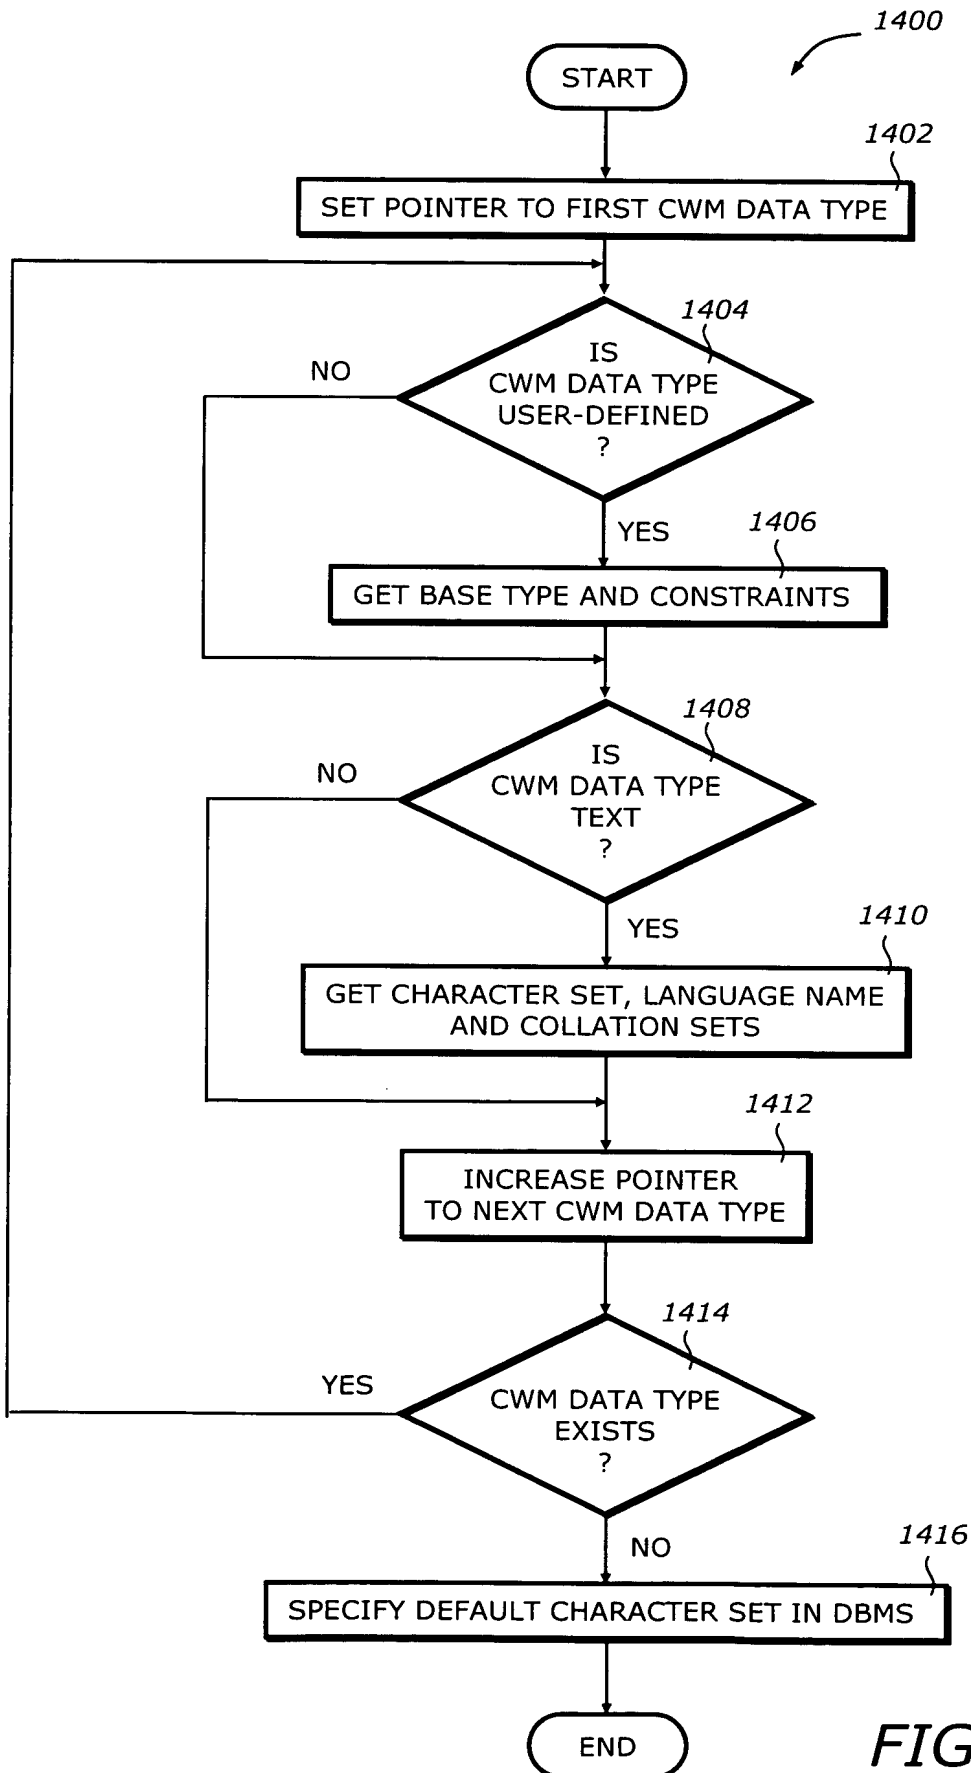 1400
START
1402
SET POINTER TO FIRST CWM DATA TYPE
1404
IS
CWM DATA TYPE
USER-DEFINED
?
NO
YES
1406
GET BASE TYPE AND CONSTRAINTS
1408
IS
CWM DATA TYPE
TEXT
?
NO
YES
1410
GET CHARACTER SET, LANGUAGE NAME
AND COLLATION SETS
1412
INCREASE POINTER
TO NEXT CWM DATA TYPE
1414
CWM DATA TYPE
EXISTS
?
YES
NO
1416
SPECIFY DEFAULT CHARACTER SET IN DBMS
END
FIG